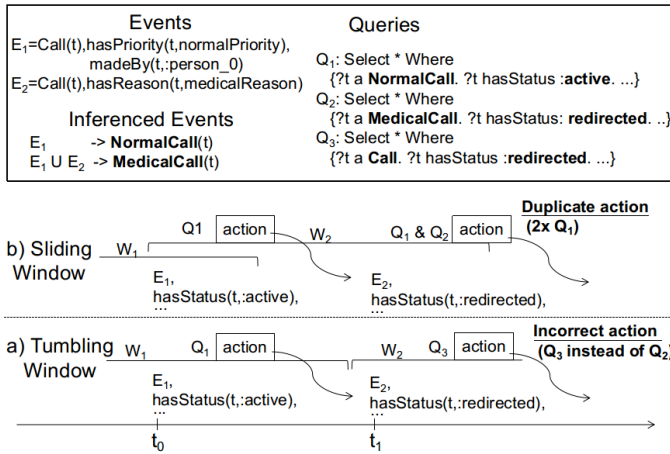 Events
E1=Call(t),hasPriority(t,normalPriority),
madeBy(t,:person_0)
E2=Call(t),hasReason(t,medicalReason)
Inferenced Events
E1 -> NormalCall(t)
E1 U E2 -> MedicalCall(t)
Queries
Q1: Select * Where
{?t a NormalCall. ?t hasStatus :active. ...}
Q2: Select * Where
{?t a MedicalCall. ?t hasStatus: redirected. ..}
Q3: Select * Where
{?t a Call. ?t hasStatus :redirected. ...}
Duplicate action
(2x Q1)
b) Sliding
Window
W1
Q1
action
W2
Q1 & Q2
action
E1,
hasStatus(t,:active),
...
E2,
hasStatus(t,:redirected),
...
a) Tumbling
Window
W1
Q1
action
W2
Q3
action
Incorrect action
(Q3 instead of Q2)
E1,
hasStatus(t,:active),
...
E2,
hasStatus(t,:redirected),
...
t0
t1